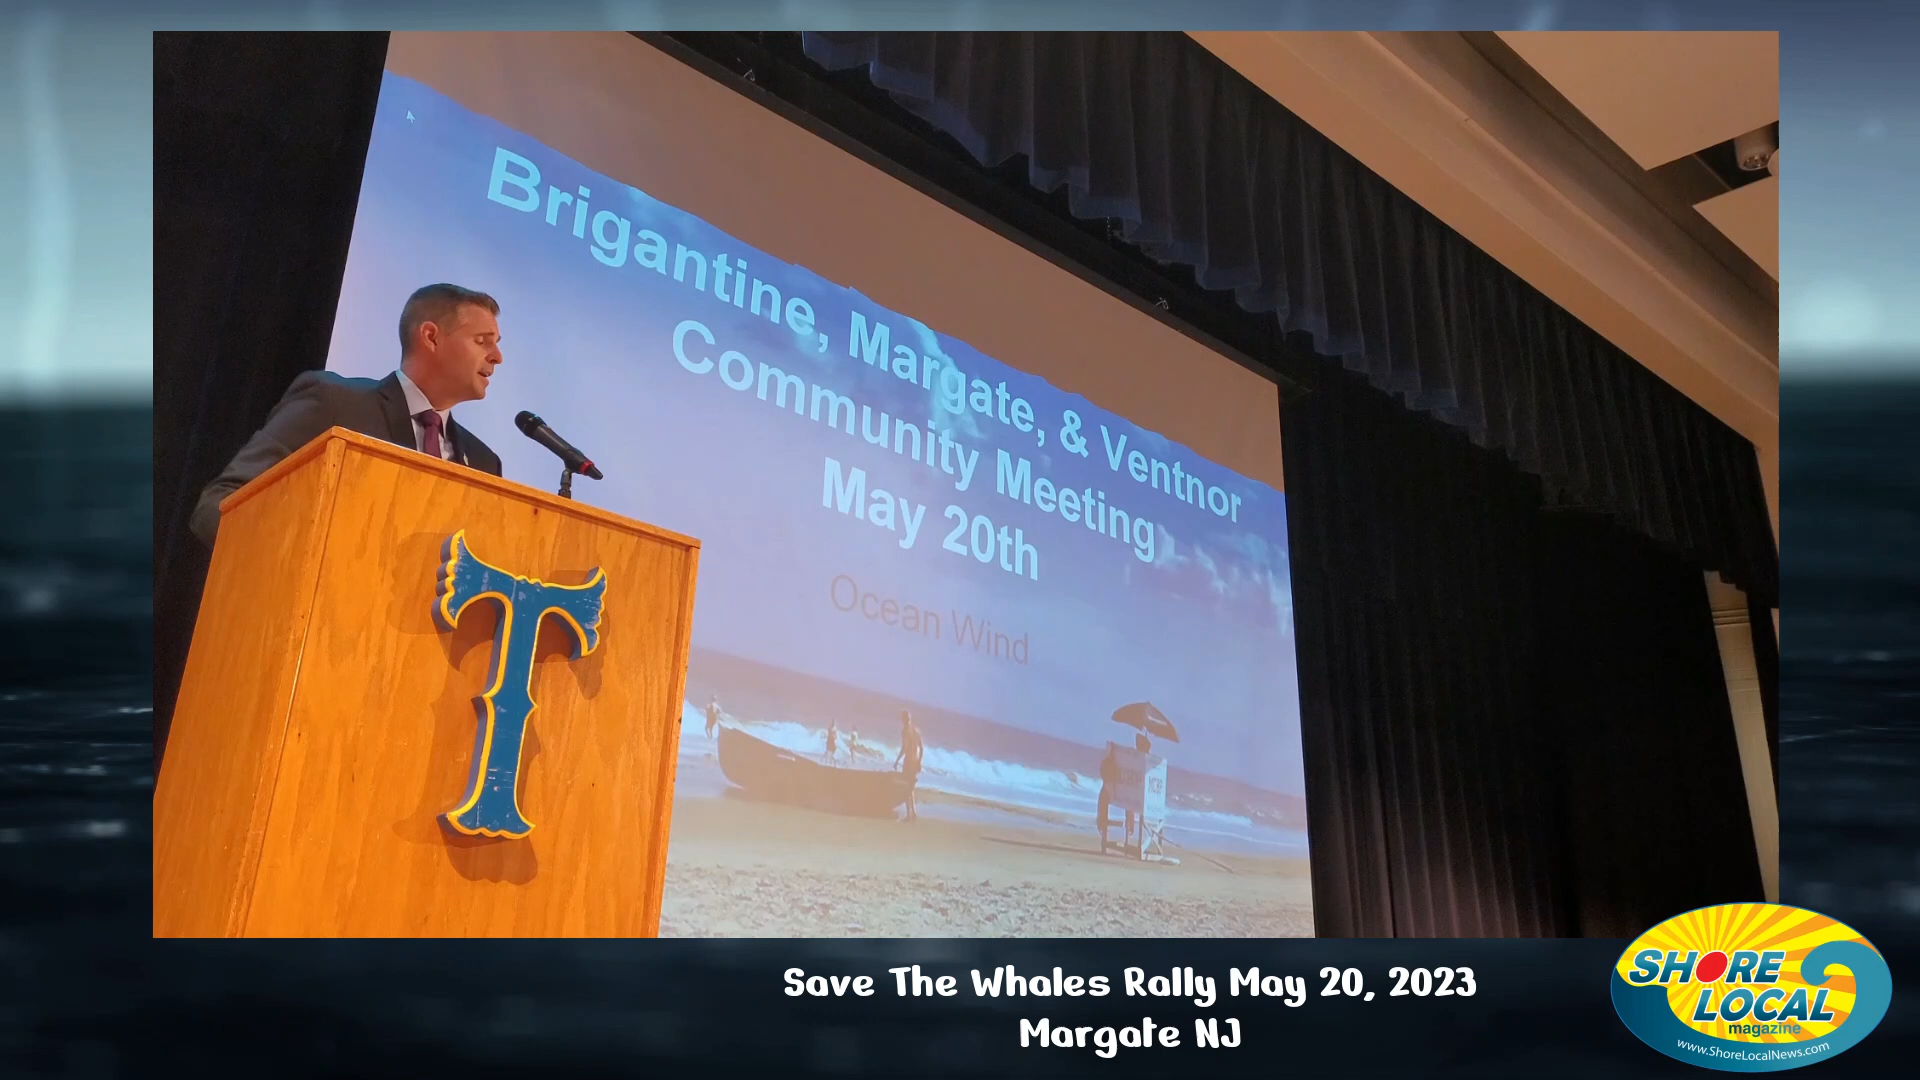 Brigantine, Margate, & Ventnor
Community Meeting
May 20th
Ocean Wind
T
Save The Whales Rally May 20, 2023
Margate NJ
SHORE
LOCAL
magazine
www.ShoreLocalNews.com